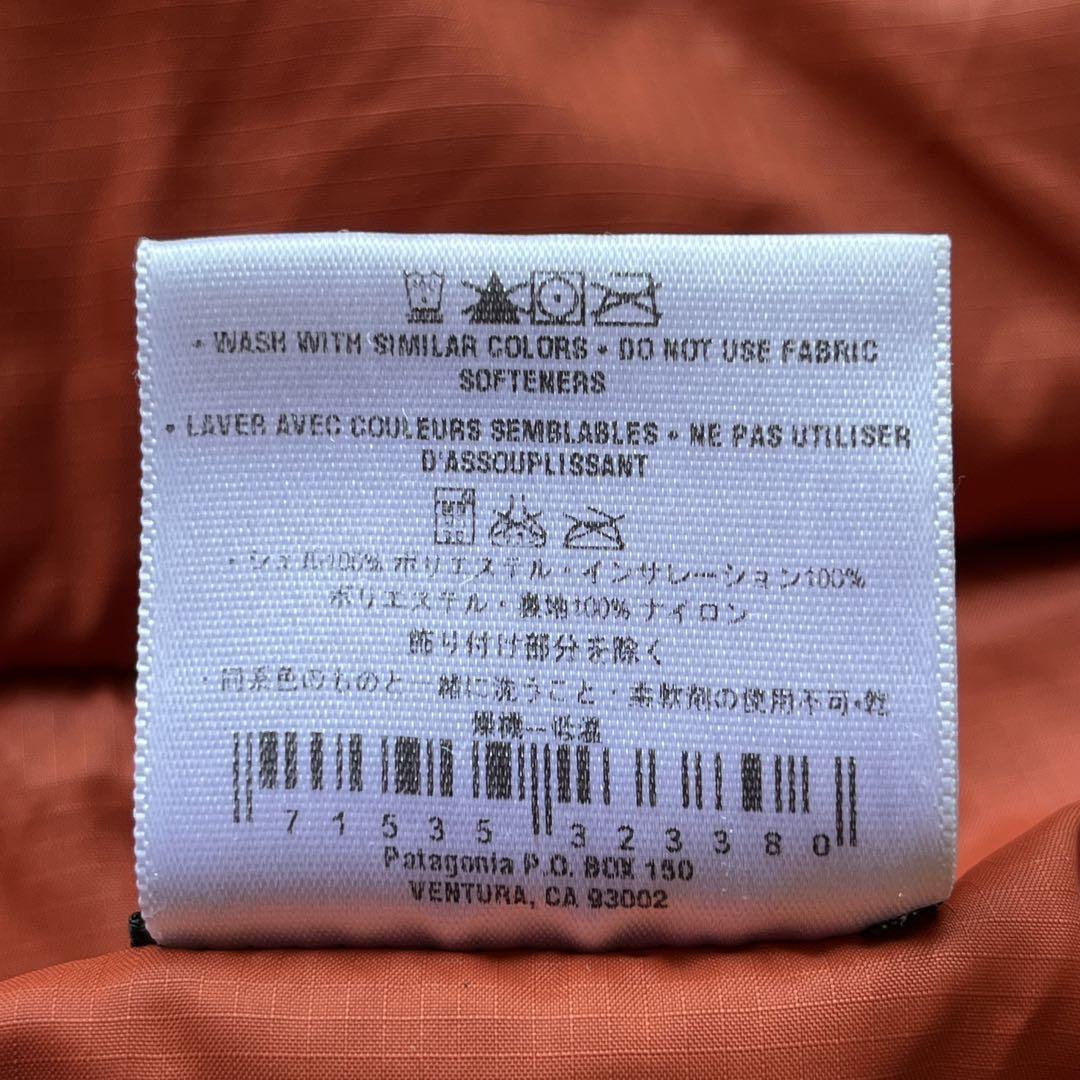 • WASH WITH SIMILAR COLORS • DO NOT USE FABRIC
SOFTENERS
• LAVER AVEC COULEURS SEMBLABLES • NE PAS UTILISER
D'ASSOUPLISSANT
・シェル100% ポリエステル・インサレーション100%
ポリエステル・裏地100% ナイロン
飾り付け部分を除く
・同系色のものと一緒に洗うこと・柔軟剤の使用不可・乾
燥機--低温
7 1 5 3 5 3 2 3 3 8 0 0
Patagonia P.O. BOX 150
VENTURA, CA 93002